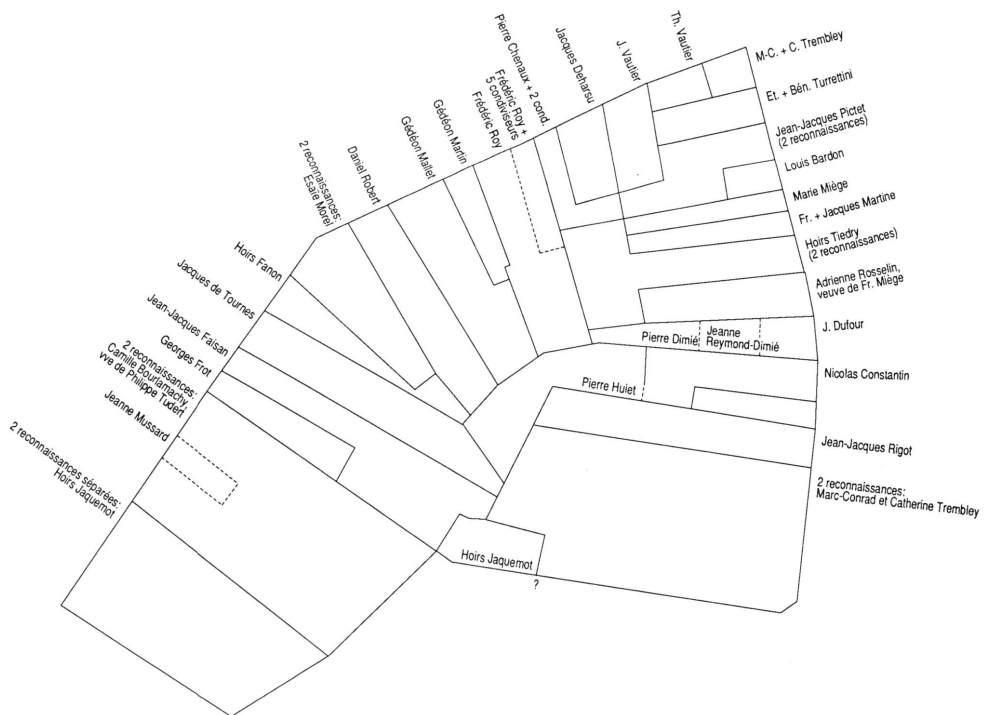 2 reconnaissances séparées:
Hoirs Jaquemot
Jeanne Mussard
2 reconnaissances:
Camille Bourlamachy,
vve de Philippe Tudert
Georges Frot
Jean-Jacques Faisan
Jacques de Tournes
Hoirs Fanon
2 reconnaissances:
Esaïe Morel
Daniel Robert
Gédéon Mallet
Gédéon Martin
Frédéric Roy
Frédéric Roy +
5 condiviseurs
Pierre Chenaux + 2 cond.
Jacques Deharsu
J. Vautier
Th. Vautier
M-C. + C. Trembley
Et. + Bén. Turrettini
Jean-Jacques Pictet
(2 reconnaissances)
Louis Bardon
Marie Miège
Fr. + Jacques Martine
Hoirs Tiedry
(2 reconnaissances)
Adrienne Rosselin,
veuve de Fr. Miège
J. Dufour
Pierre Dimié
Jeanne
Reymond-Dimié
Nicolas Constantin
Pierre Huiet
Jean-Jacques Rigot
2 reconnaissances:
Marc-Conrad et Catherine Trembley
Hoirs Jaquemot
?